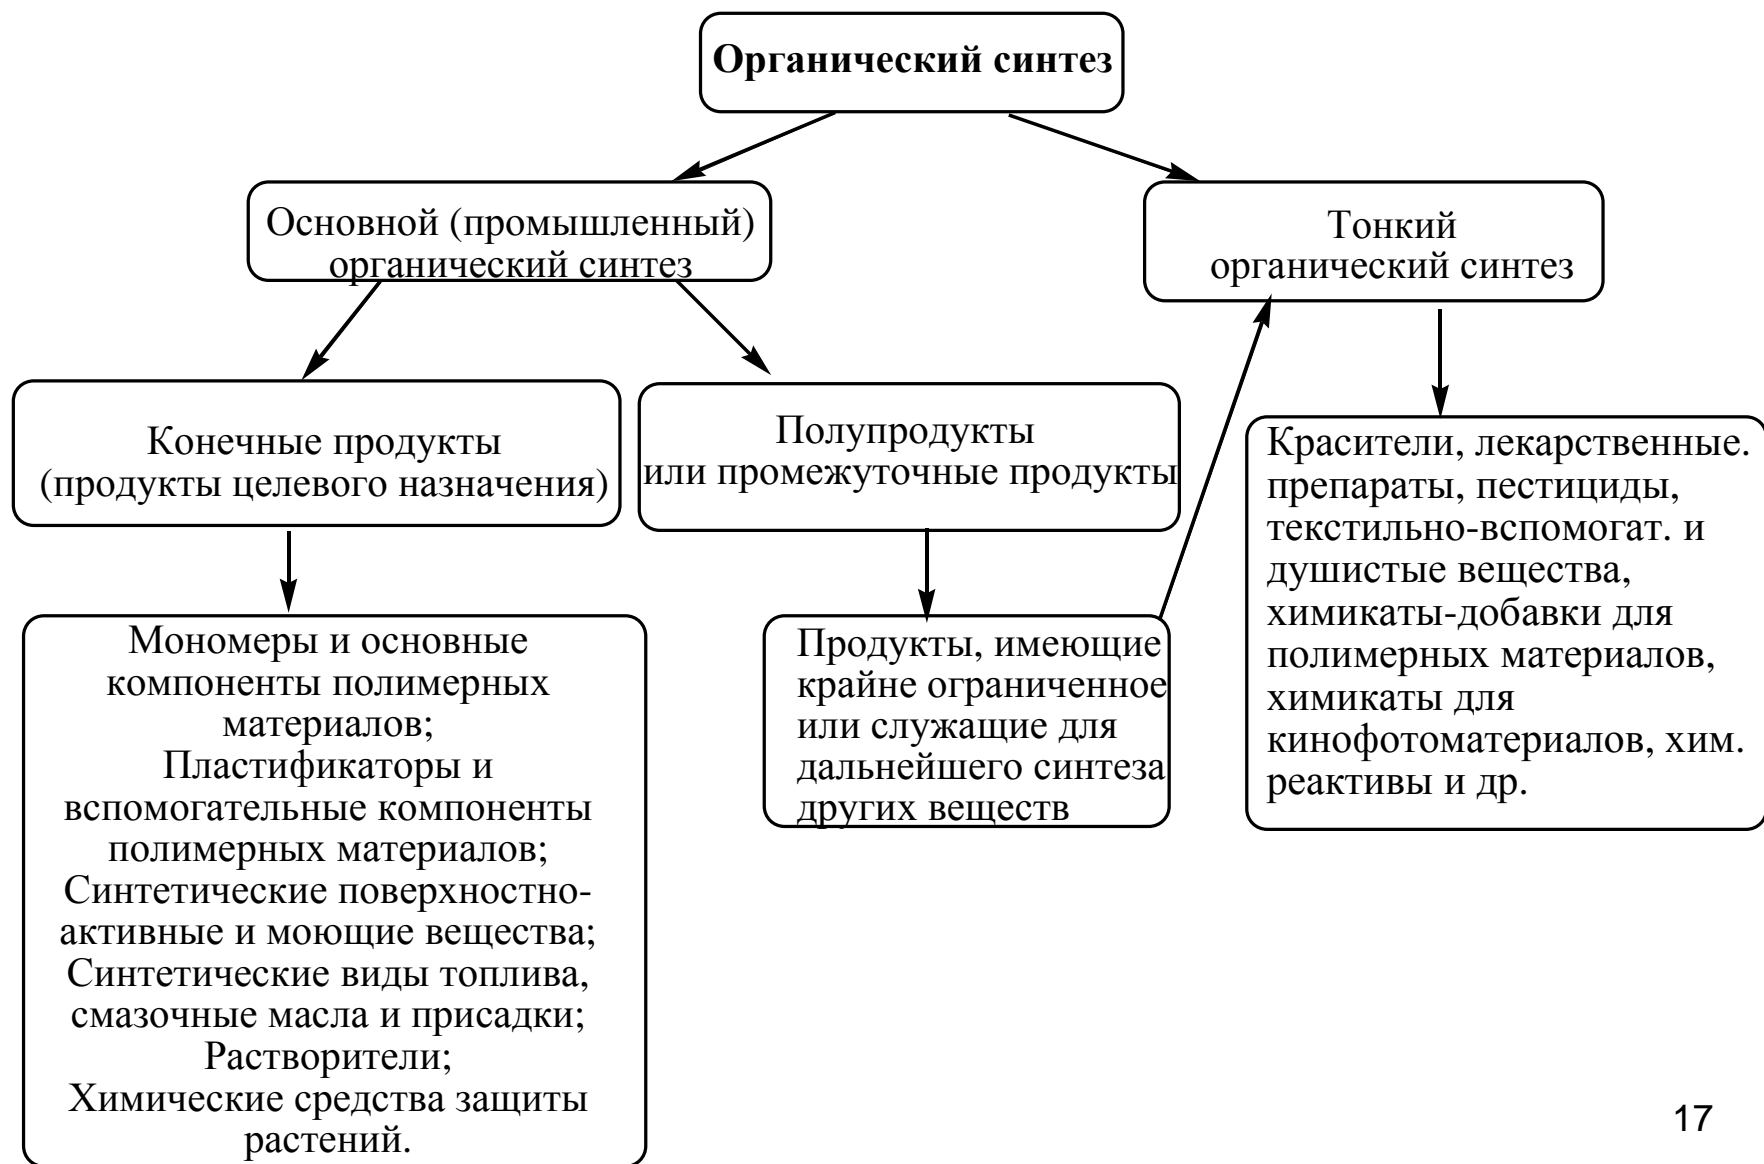 Органический синтез
Основной (промышленный)
органический синтез
Тонкий
органический синтез
Конечные продукты
(продукты целевого назначения)
Полупродукты
или промежуточные продукты
Мономеры и основные
компоненты полимерных
материалов;
Пластификаторы и
вспомогательные компоненты
полимерных материалов;
Синтетические поверхностно-
активные и моющие вещества;
Синтетические виды топлива,
смазочные масла и присадки;
Растворители;
Химические средства защиты
растений.
Продукты, имеющие
крайне ограниченное
или служащие для
дальнейшего синтеза
других веществ
Красители, лекарственные.
препараты, пестициды,
текстильно-вспомогат. и
душистые вещества,
химикаты-добавки для
полимерных материалов,
химикаты для
кинофотоматериалов, хим.
реактивы и др.
17